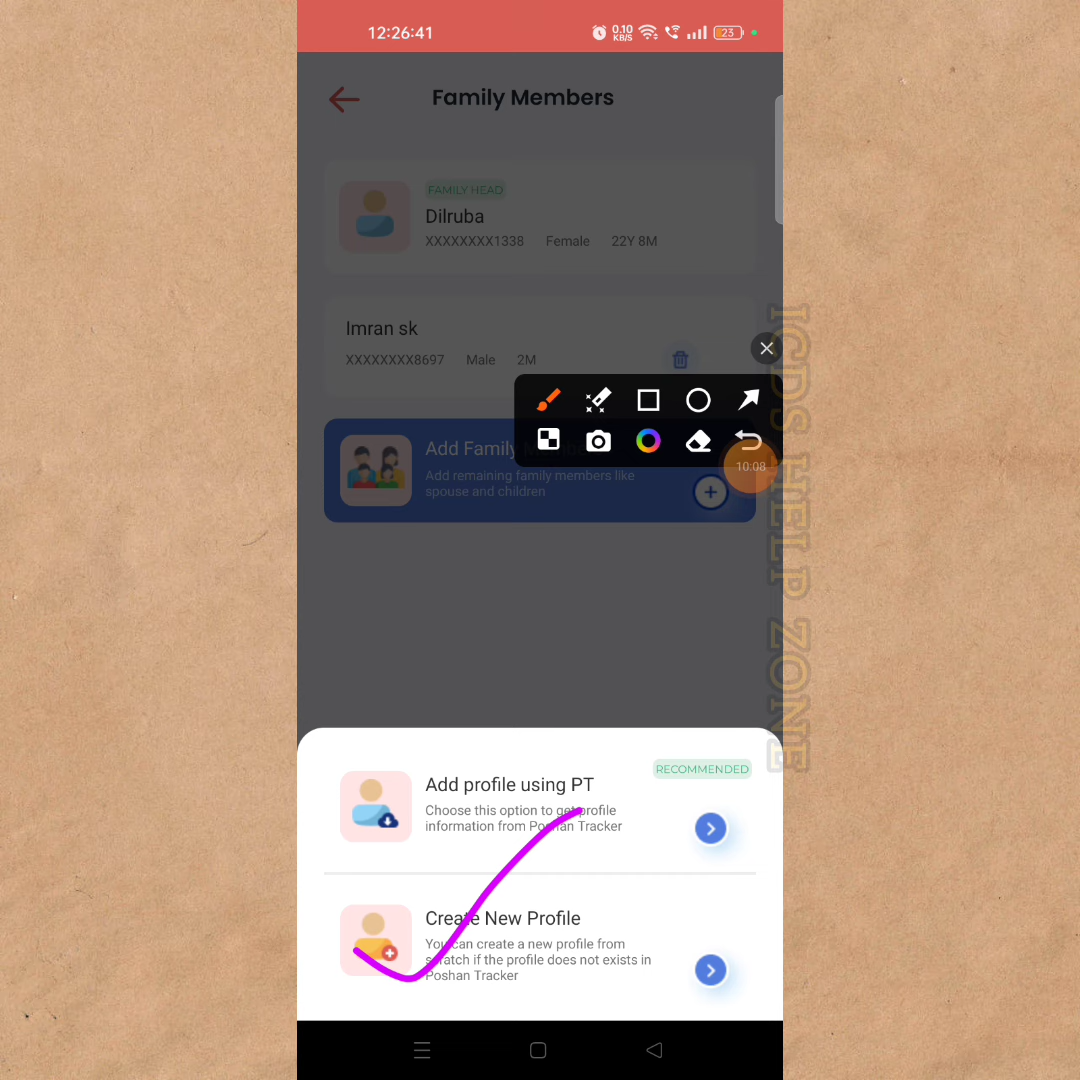 12:26:41
0.10
KB/S
23
Family Members
FAMILY HEAD
Dilruba
XXXXXXXX1338 Female 22Y 8M
Imran sk
XXXXXXXX8697 Male 2M
Add Family
Add remaining family members like
spouse and children
10:08
ICDS HELP ZONE
RECOMMENDED
Add profile using PT
Choose this option to get profile
information from Poshan Tracker
Create New Profile
You can create a new profile from
scratch if the profile does not exists in
Poshan Tracker